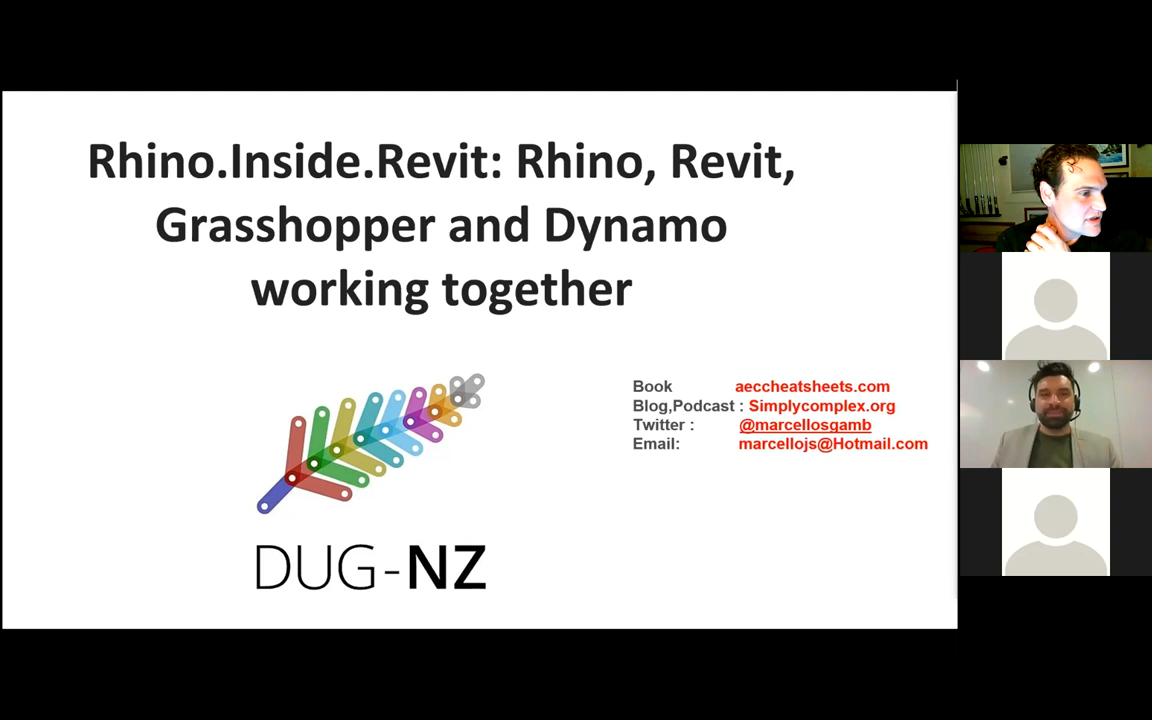 Rhino.Inside.Revit: Rhino, Revit,
Grasshopper and Dynamo
working together
Book aeccheatsheets.com
Blog,Podcast : Simplycomplex.org
Twitter : @marcellosgamb
Email: marcellojs@Hotmail.com
DUG-NZ